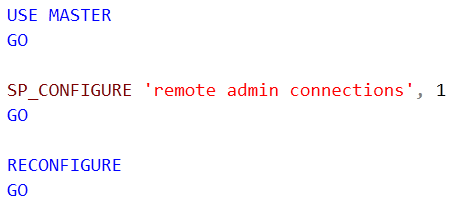 USE MASTER
GO
SP_CONFIGURE 'remote admin connections', 1
GO
RECONFIGURE
GO